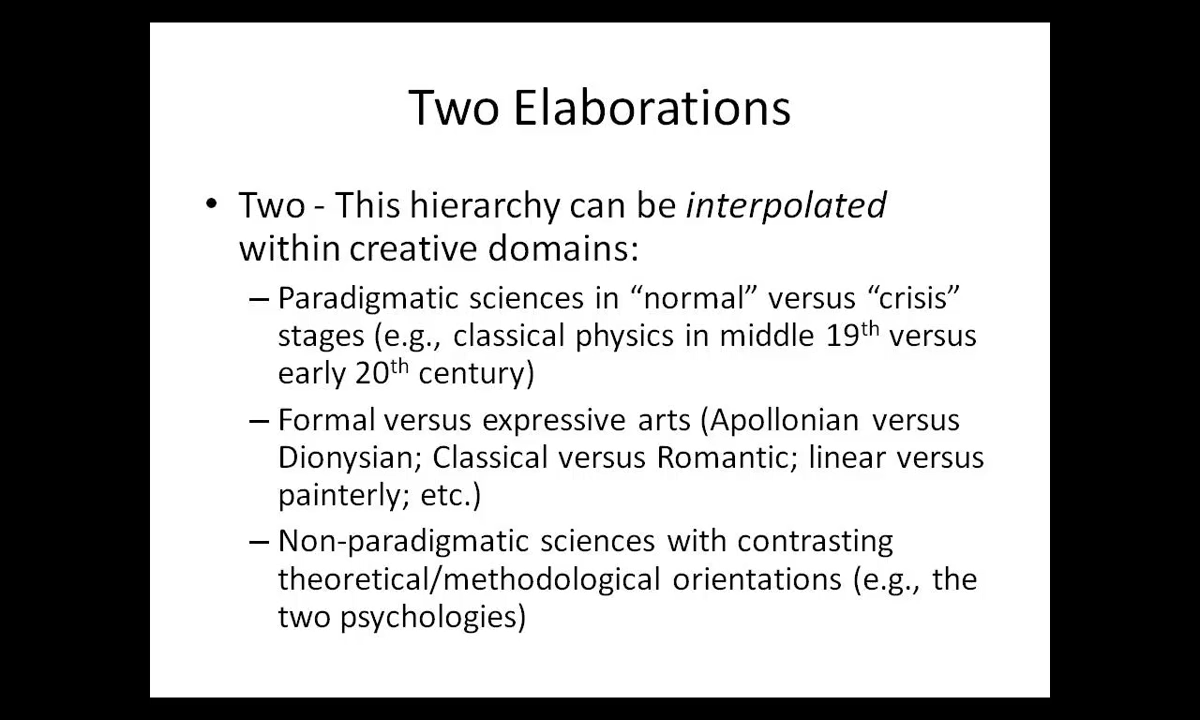 Two Elaborations
• Two - This hierarchy can be interpolated
within creative domains:
– Paradigmatic sciences in “normal” versus “crisis”
stages (e.g., classical physics in middle 19th versus
early 20th century)
– Formal versus expressive arts (Apollonian versus
Dionysian; Classical versus Romantic; linear versus
painterly; etc.)
– Non-paradigmatic sciences with contrasting
theoretical/methodological orientations (e.g., the
two psychologies)